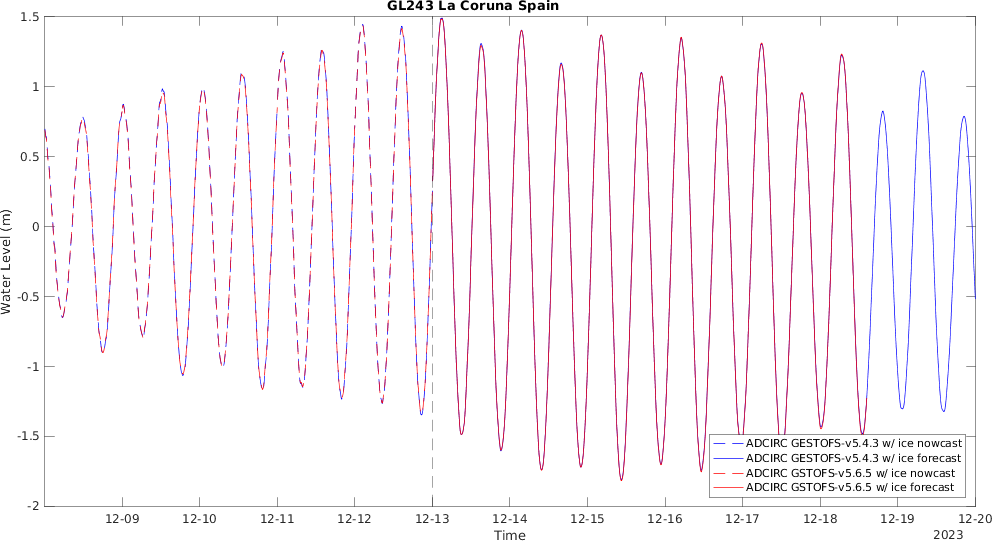 GL243 La Coruna Spain
1.5
1
0.5
0
-0.5
-1
-1.5
-2
Water Level (m)
12-09 12-10 12-11 12-12 12-13 12-14 12-15 12-16 12-17 12-18 12-19 12-20
Time
2023
ADCIRC GESTOFS-v5.4.3 w/ ice nowcast
ADCIRC GESTOFS-v5.4.3 w/ ice forecast
ADCIRC GSTOFS-v5.6.5 w/ ice nowcast
ADCIRC GSTOFS-v5.6.5 w/ ice forecast